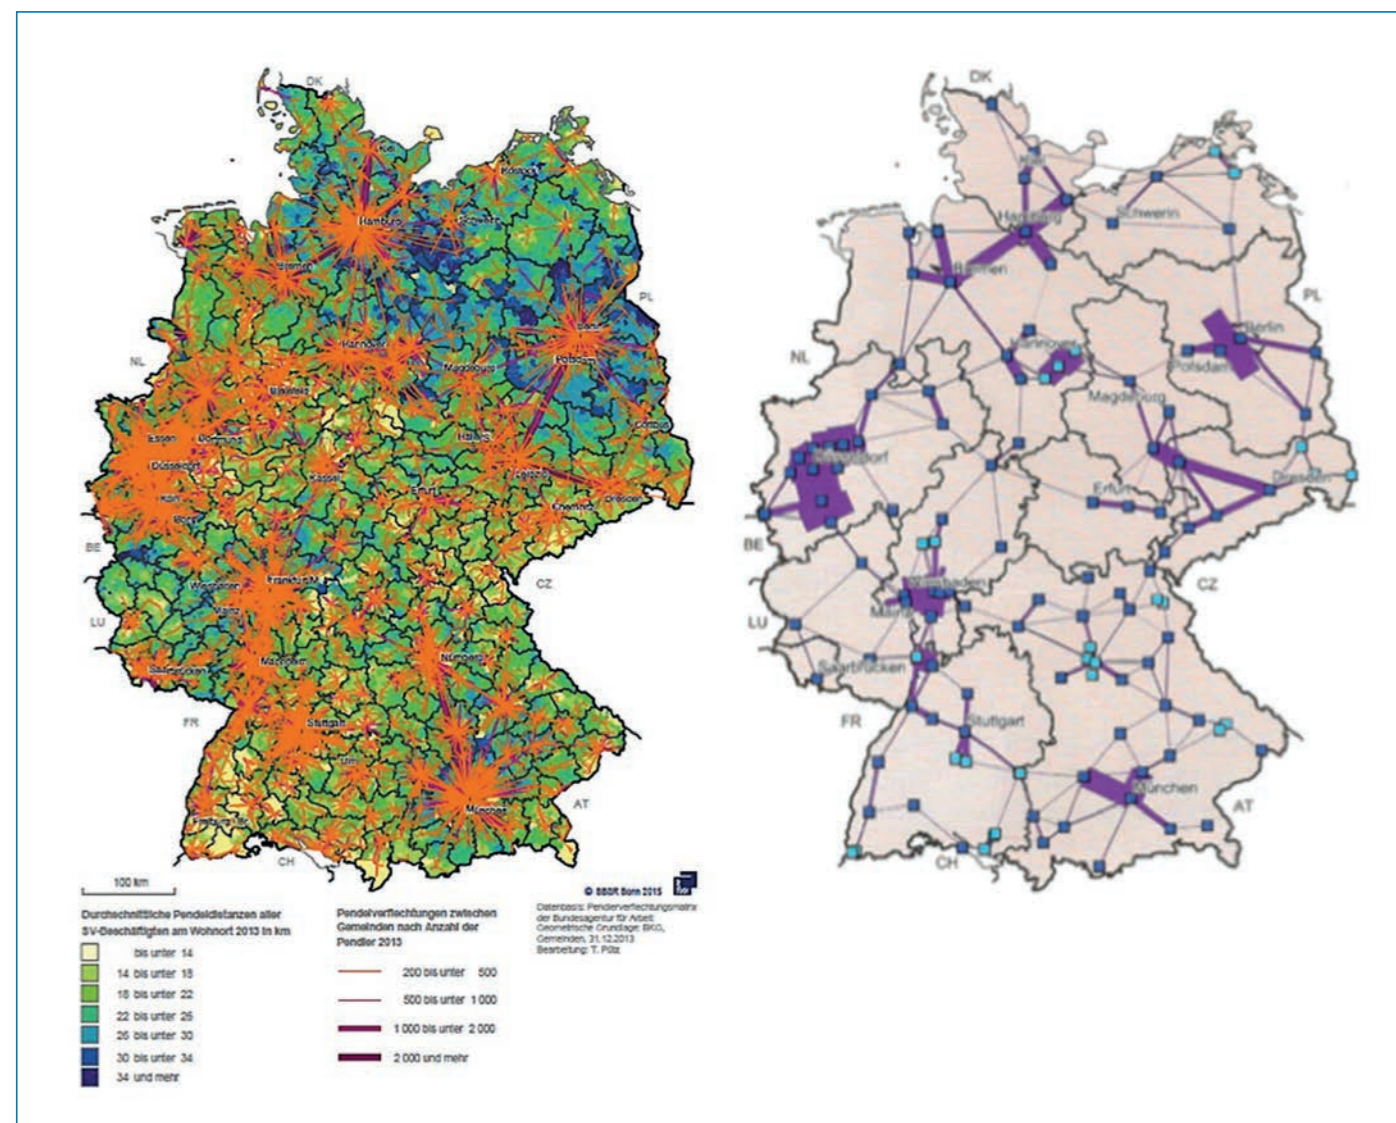 DK
Kiel
Rostock
Hamburg
Schwerin
Bremen
PL
Berlin
Hannover
Potsdam
NL
Magdeburg
Bielefeld
Cottbus
Essen
Dortmund
Halle/S.
Düsseldorf
Leipzig
Kassel
Köln
Erfurt
Dresden
Chemnitz
Bonn
BE
Wiesbaden
Frankfurt/M.
CZ
Mainz
LU
Mannheim
Nürnberg
Saarbrücken
FR
Stuttgart
Ulm
München
AT
Freiburg i. Br.
CH
100 km
© BBSR Bonn 2015
Durchschnittliche Pendeldistanzen aller
SV-Beschäftigten am Wohnort 2013 in km
bis unter 14
14 bis unter 18
18 bis unter 22
22 bis unter 26
26 bis unter 30
30 bis unter 34
34 und mehr
Pendelverflechtungen zwischen
Gemeinden nach Anzahl der
Pendler 2013
200 bis unter 500
500 bis unter 1 000
1 000 bis unter 2 000
2 000 und mehr
Datenbasis: Pendlerverflechtungsmatrix
der Bundesagentur für Arbeit
Geometrische Grundlage: BKG,
Gemeinden, 31.12.2013
Bearbeitung: T. Pütz
DK
Kiel
Hamburg
Schwerin
Bremen
PL
Berlin
Hannover
NL
Potsdam
Magdeburg
Düsseldorf
Dresden
Erfurt
BE
Wiesbaden
CZ
Mainz
LU
Saarbrücken
FR
Stuttgart
München
AT
CH